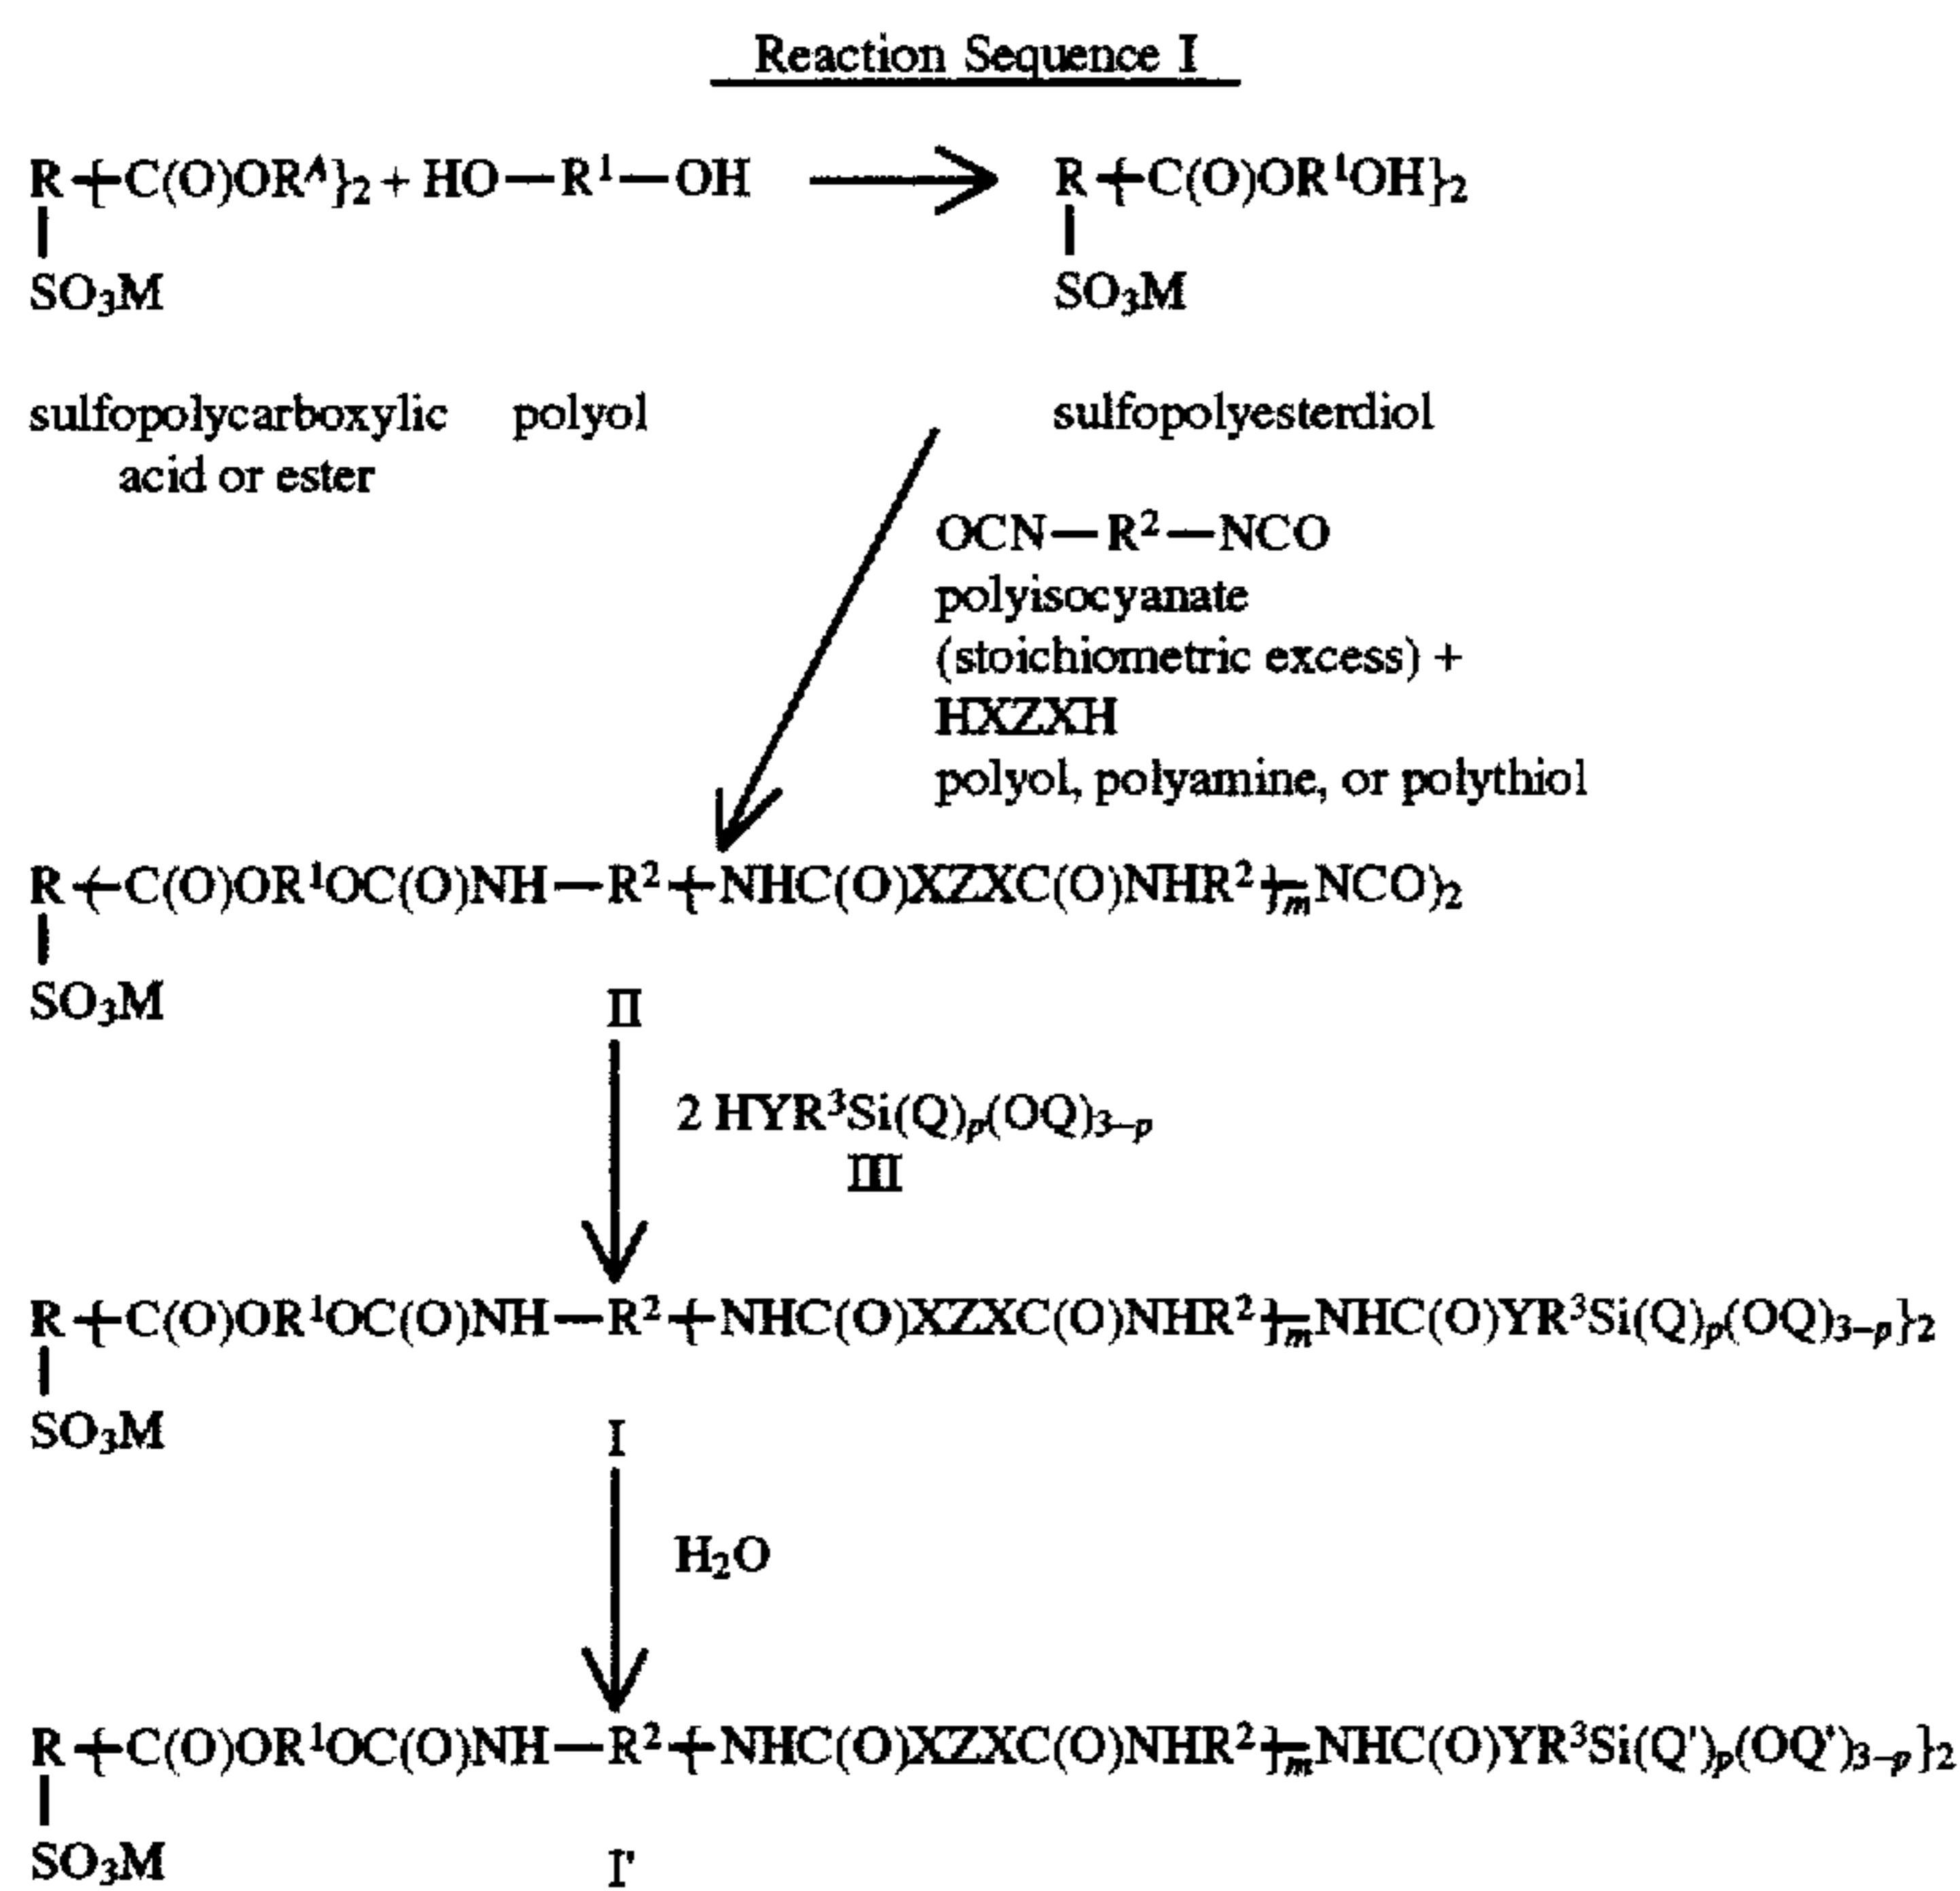 Reaction Sequence I
R-{-C(O)ORᴬ}₂ + HO—R¹—OH ⟶ R-{-C(O)OR¹OH}₂
SO₃M SO₃M
sulfopolycarboxylic polyol sulfopolyesterdiol
acid or ester
OCN—R²—NCO
polyisocyanate
(stoichiometric excess) +
HXZXH
polyol, polyamine, or polythiol
R-(-C(O)OR¹OC(O)NH—R²-{-NHC(O)XZXC(O)NHR²-}-ₘNCO)₂
SO₃M
II
2 HYR³Si(Q)ₚ(OQ)₃₋ₚ
III
R-{-C(O)OR¹OC(O)NH—R²-{-NHC(O)XZXC(O)NHR²-}-ₘNHC(O)YR³Si(Q)ₚ(OQ)₃₋ₚ}₂
SO₃M
I
H₂O
R-{-C(O)OR¹OC(O)NH—R²-{-NHC(O)XZXC(O)NHR²-}-ₘNHC(O)YR³Si(Q')ₚ(OQ')₃₋ₚ}₂
SO₃M
I'